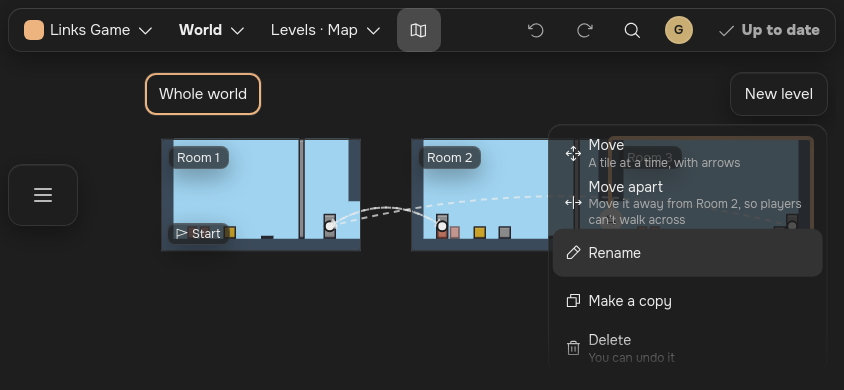 Links Game
World
Levels · Map
G
Up to date
Whole world
New level
Room 1
Room 2
Room 3
Start
Move
A tile at a time, with arrows
Move apart
Move it away from Room 2, so players
can't walk across
Rename
Make a copy
Delete
You can undo it